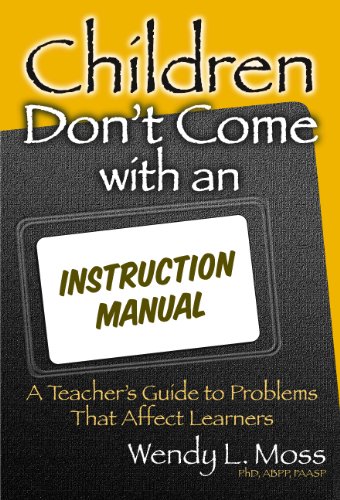 Children
Don't Come
with an
INSTRUCTION
MANUAL
A Teacher's Guide to Problems
That Affect Learners
Wendy L. Moss
PhD, ABPP, FAASP